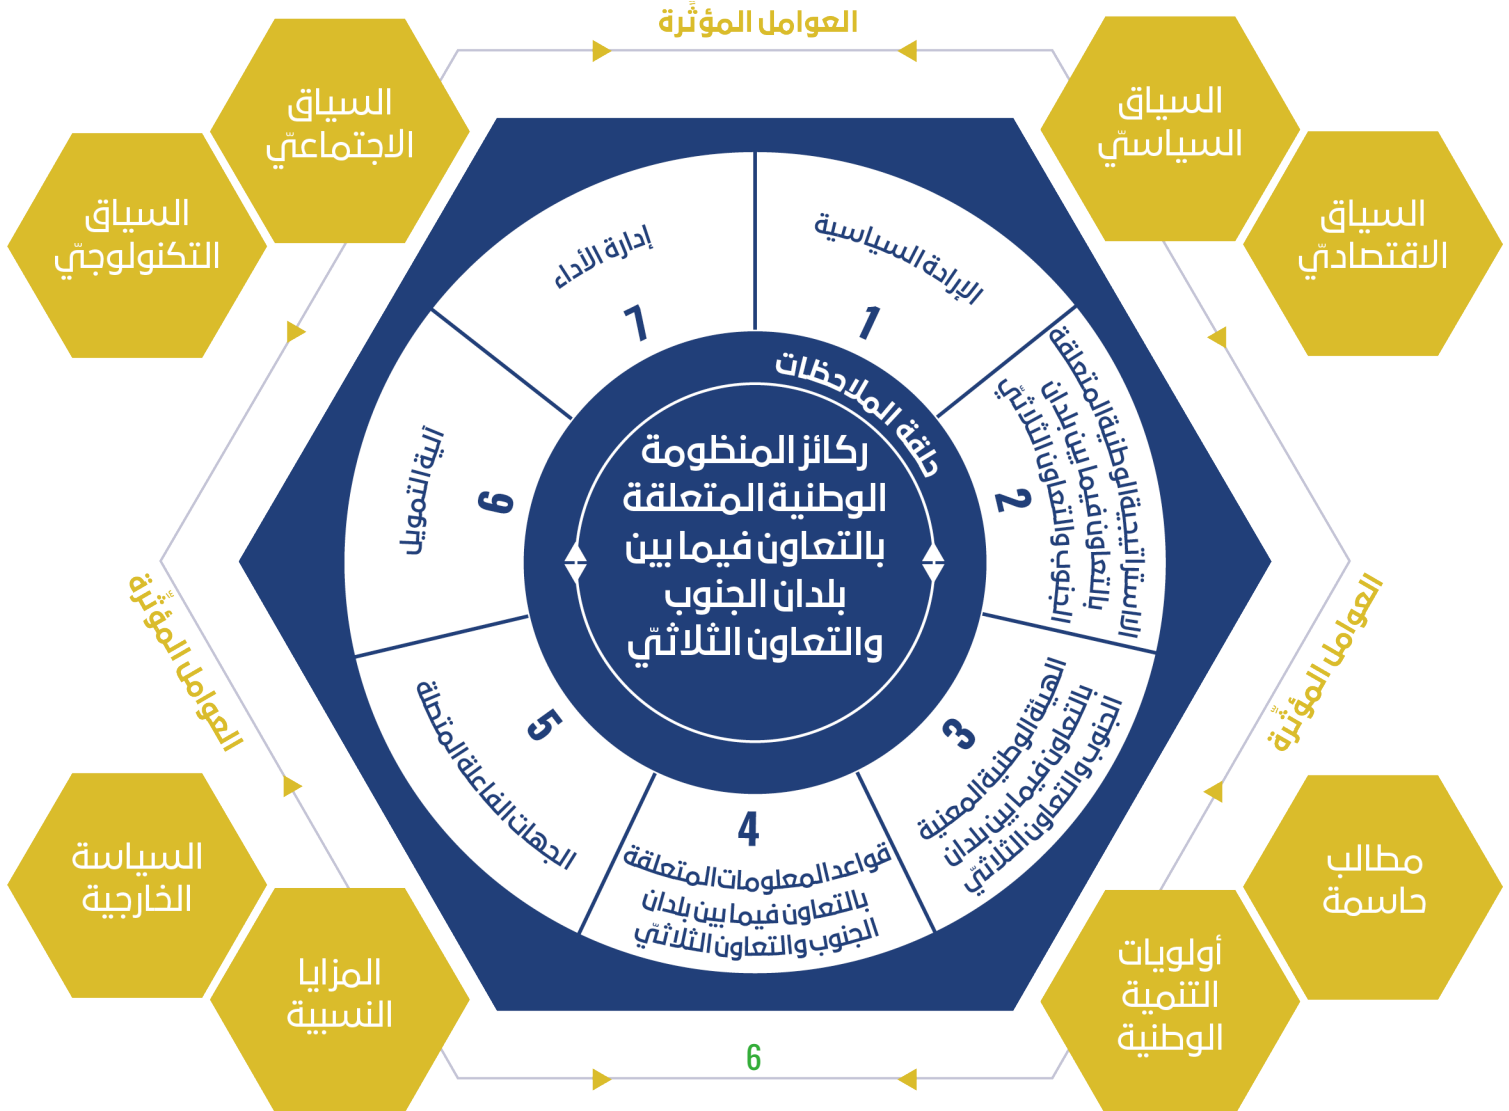 العوامل المؤثّرة
السياق
السياسيّ
السياق
الاقتصاديّ
السياق
الاجتماعيّ
السياق
التكنولوجيّ
الإرادة السياسية
1
الاستراتيجية الوطنية المتعلقة
بالتعاون فيما بين بلدان
الجنوب والتعاون الثلاثيّ
2
الهيئة الوطنية المعنية
بالتعاون فيما بين بلدان
الجنوب والتعاون الثلاثيّ
3
4
قواعد المعلومات المتعلقة
بالتعاون فيما بين بلدان
الجنوب والتعاون الثلاثيّ
5
الجهات الفاعلة المتصلة
6
آلية التمويل
7
إدارة الأداء
حلقة الملاحظات
ركائز المنظومة
الوطنية المتعلقة
بالتعاون فيما بين
بلدان الجنوب
والتعاون الثلاثيّ
العوامل المؤثّرة
العوامل المؤثّرة
مطالب
حاسمة
أولويات
التنمية
الوطنية
السياسة
الخارجية
المزايا
النسبية
6